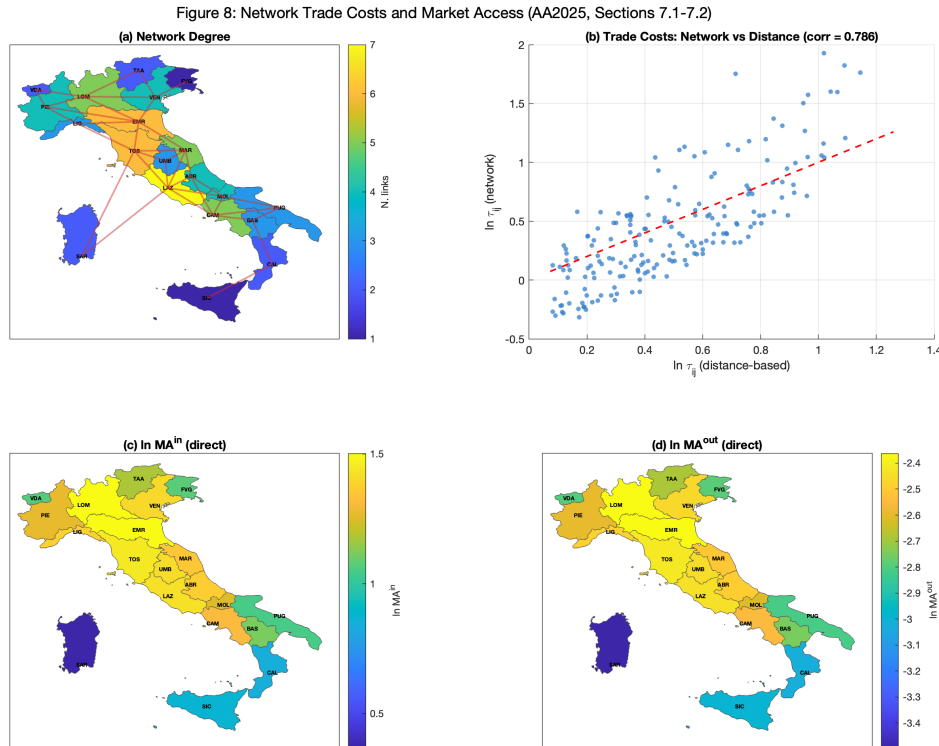 Figure 8: Network Trade Costs and Market Access (AA2025, Sections 7.1-7.2)
(a) Network Degree
TAA
FVG
VDA
LOM
VEN
PIE
EMR
LIG
TOS
MAR
UMB
ABR
LAZ
MOL
CAM
PUG
BAS
SAR
CAL
SIC
7
6
5
4
3
2
1
N. links
(b) Trade Costs: Network vs Distance (corr = 0.786)
2
1.5
1
0.5
0
-0.5
0 0.2 0.4 0.6 0.8 1 1.2 1.4
ln τij (network)
ln τij (distance-based)
(c) ln MAin (direct)
TAA
FVG
VDA
LOM
VEN
PIE
EMR
LIG
TOS
MAR
UMB
ABR
LAZ
MOL
CAM
PUG
BAS
SAR
CAL
SIC
1.5
1
0.5
ln MAin
(d) ln MAout (direct)
TAA
FVG
VDA
LOM
VEN
PIE
EMR
LIG
TOS
MAR
UMB
ABR
LAZ
MOL
CAM
PUG
BAS
SAR
CAL
SIC
-2.4
-2.5
-2.6
-2.7
-2.8
-2.9
-3
-3.1
-3.2
-3.3
-3.4
ln MAout